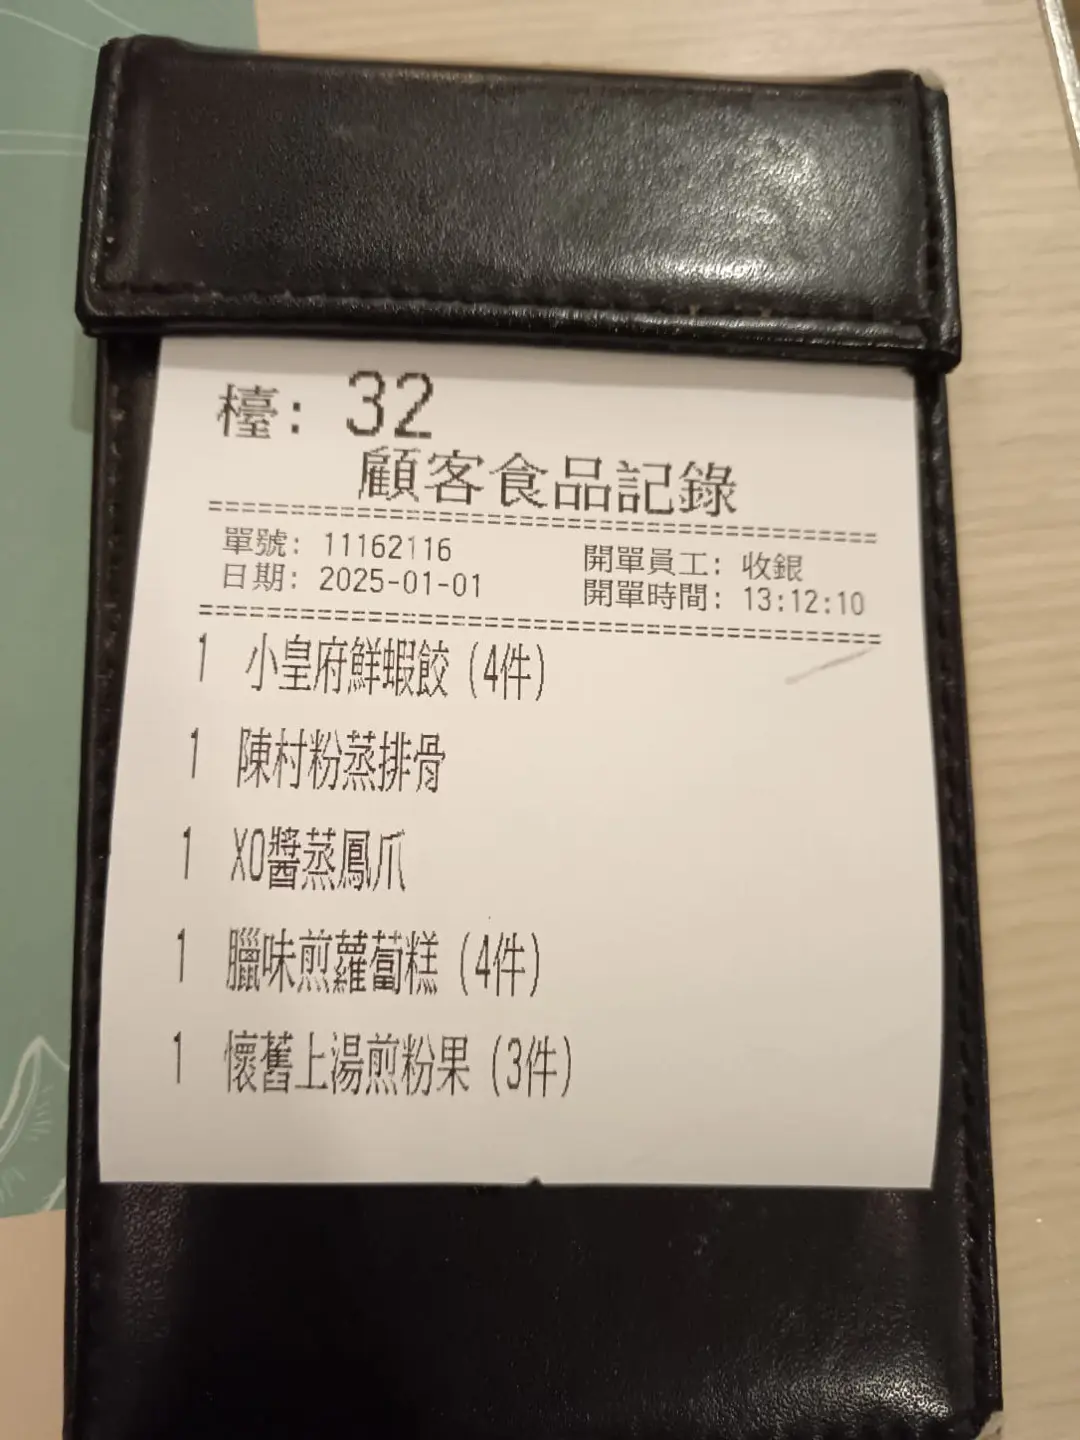 檯: 32
顧客食品記錄
單號: 11162116 開單員工: 收銀
日期: 2025-01-01 開單時間: 13:12:10
1 小皇府鮮蝦餃 (4件)
1 陳村粉蒸排骨
1 XO醬蒸鳳爪
1 臘味煎蘿蔔糕 (4件)
1 懷舊上湯煎粉果 (3件)